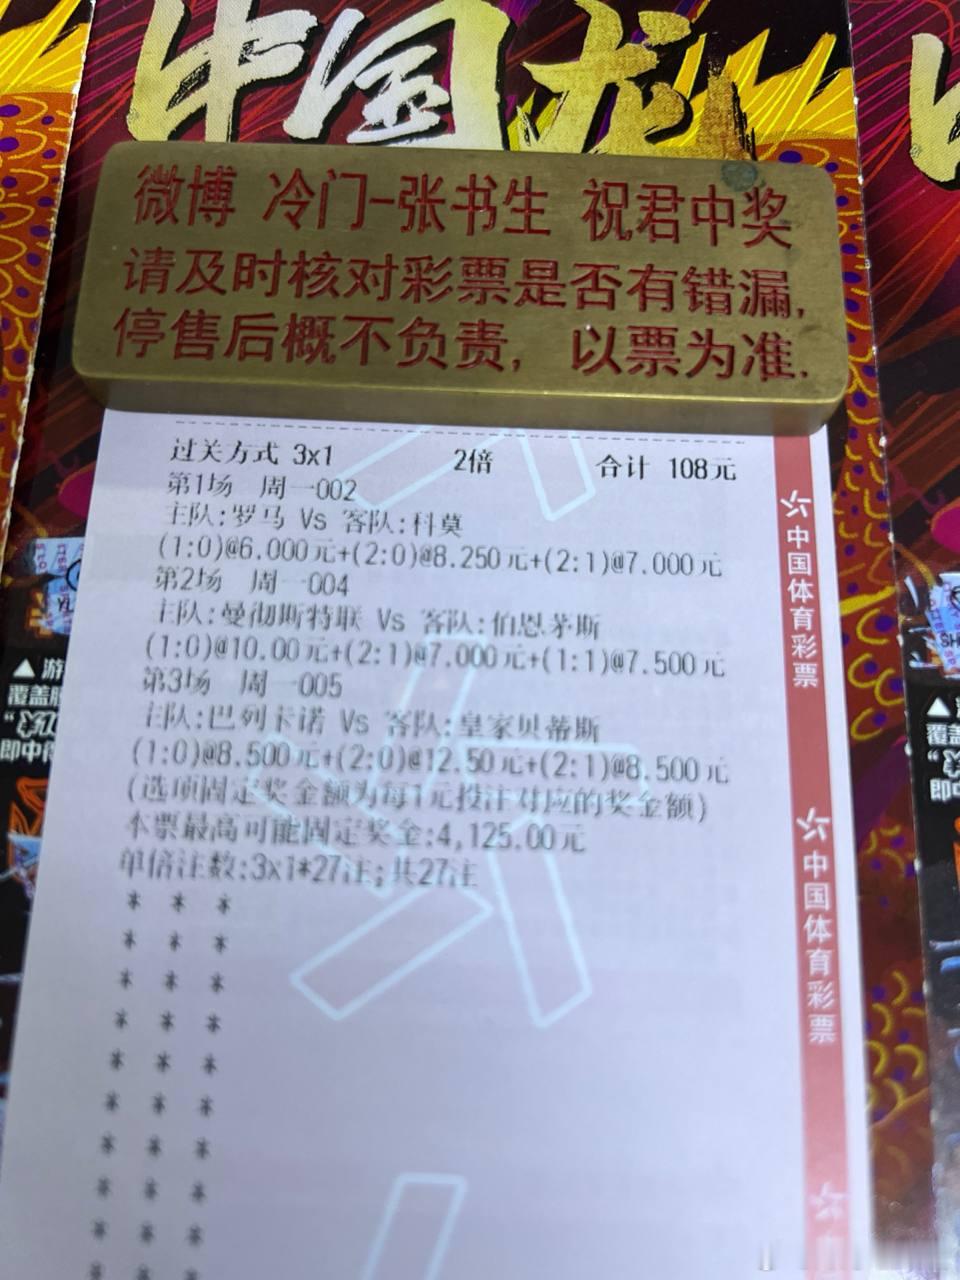 中国龙
微博 冷门-张书生 祝君中奖
请及时核对彩票是否有错漏,
停售后概不负责, 以票为准.
过关方式 3x1 2倍 合计 108元
第1场 周一002
主队:罗马 Vs 客队:科莫
(1:0)@6.000元+(2:0)@8.250元+(2:1)@7.000元
第2场 周一004
主队:曼彻斯特联 Vs 客队:伯恩茅斯
(1:0)@10.00元+(2:1)@7.000元+(1:1)@7.500元
第3场 周一005
主队:巴列卡诺 Vs 客队:皇家贝蒂斯
(1:0)@8.500元+(2:0)@12.50元+(2:1)@8.500元
(选项固定奖金额为每1元投注对应的奖金额)
本票最高可能固定奖金:4,125.00元
单倍注数:3x1*27注;共27注
* * *
* * *
* * *
* * *
* * *
* * *
* * *
* * *
* * *
* * *
中国体育彩票
中国体育彩票
▲游
覆盖膜
即中得
▲
覆盖
即中